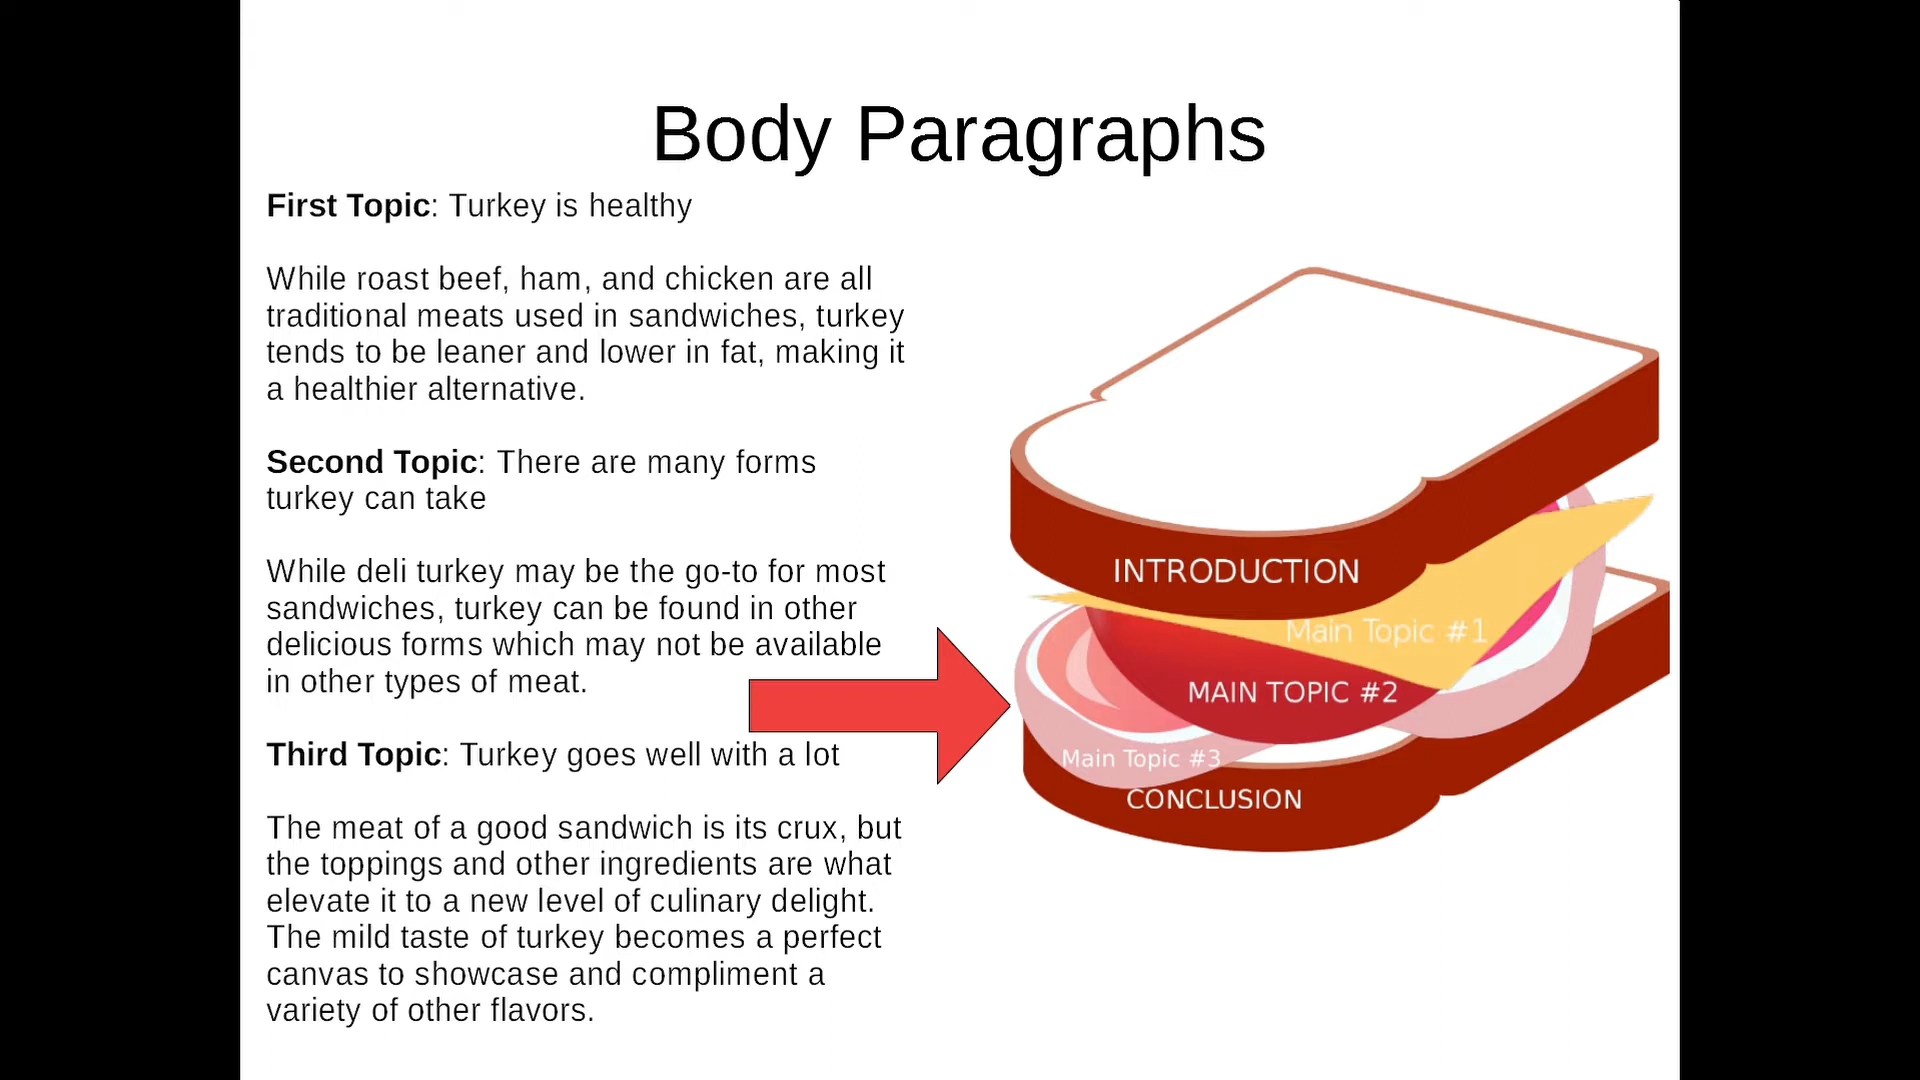 Body Paragraphs
First Topic: Turkey is healthy
While roast beef, ham, and chicken are all
traditional meats used in sandwiches, turkey
tends to be leaner and lower in fat, making it
a healthier alternative.
Second Topic: There are many forms
turkey can take
While deli turkey may be the go-to for most
sandwiches, turkey can be found in other
delicious forms which may not be available
in other types of meat.
Third Topic: Turkey goes well with a lot
The meat of a good sandwich is its crux, but
the toppings and other ingredients are what
elevate it to a new level of culinary delight.
The mild taste of turkey becomes a perfect
canvas to showcase and compliment a
variety of other flavors.
INTRODUCTION
Main Topic #1
MAIN TOPIC #2
Main Topic #3
CONCLUSION